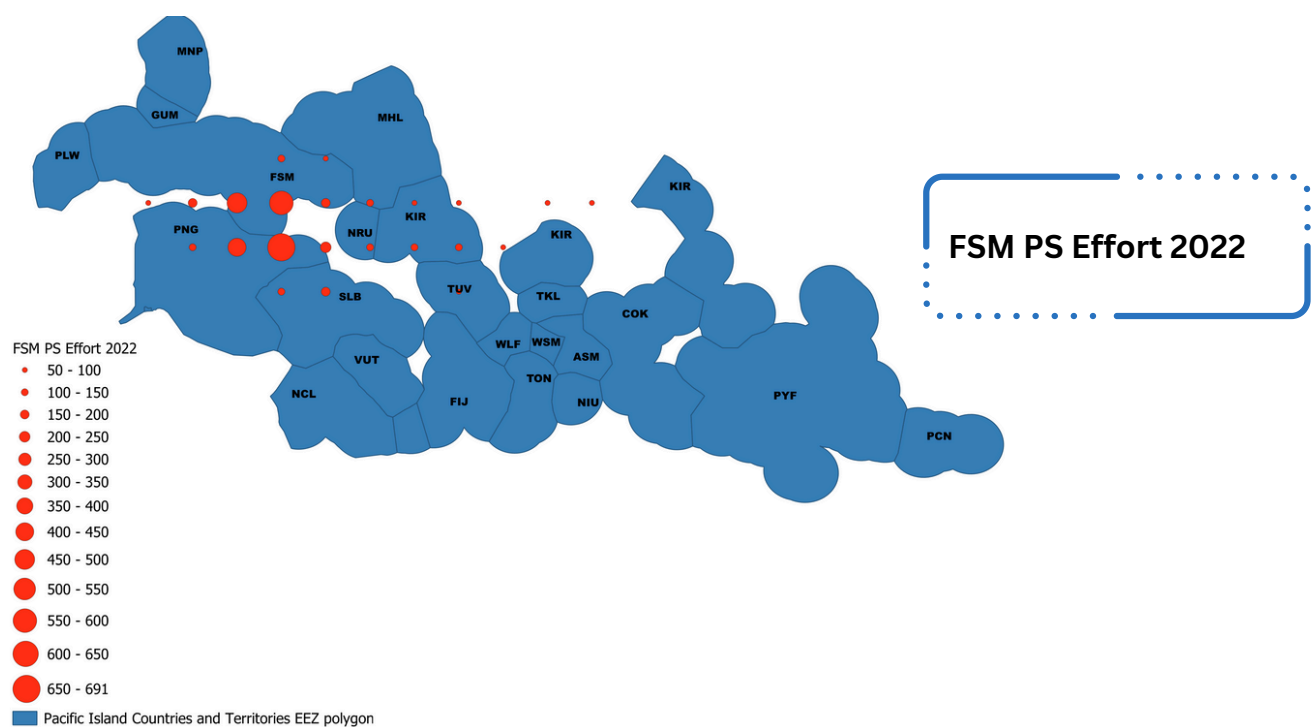 MNP
GUM
MHL
PLW
FSM
KIR
KIR
PNG
NRU
KIR
FSM PS Effort 2022
TUV
TKL
SLB
COK
WLF
WSM
ASM
VUT
TON
NCL
FIJ
NIU
PYF
PCN
FSM PS Effort 2022
50 - 100
100 - 150
150 - 200
200 - 250
250 - 300
300 - 350
350 - 400
400 - 450
450 - 500
500 - 550
550 - 600
600 - 650
650 - 691
Pacific Island Countries and Territories EEZ polygon